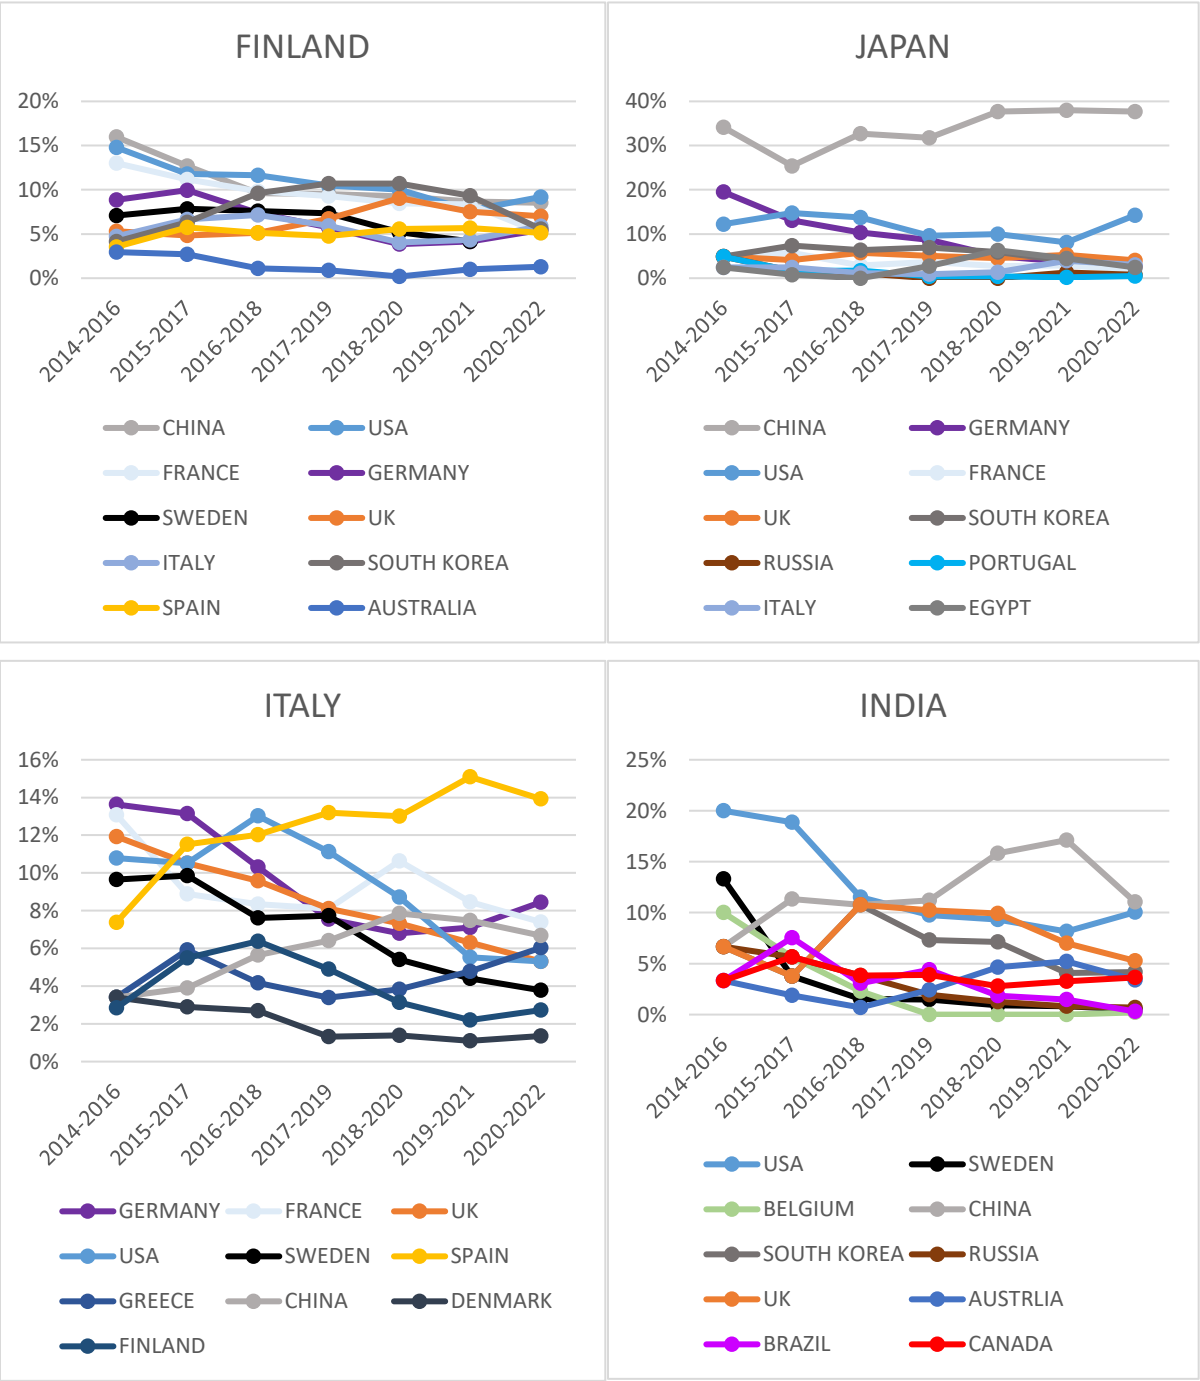 FINLAND
20%
15%
10%
5%
0%
2014-2016
2015-2017
2016-2018
2017-2019
2018-2020
2019-2021
2020-2022
CHINA USA
FRANCE GERMANY
SWEDEN UK
ITALY SOUTH KOREA
SPAIN AUSTRALIA
JAPAN
40%
30%
20%
10%
0%
2014-2016
2015-2017
2016-2018
2017-2019
2018-2020
2019-2021
2020-2022
CHINA GERMANY
USA FRANCE
UK SOUTH KOREA
RUSSIA PORTUGAL
ITALY EGYPT
ITALY
16%
14%
12%
10%
8%
6%
4%
2%
0%
2014-2016
2015-2017
2016-2018
2017-2019
2018-2020
2019-2021
2020-2022
GERMANY FRANCE UK
USA SWEDEN SPAIN
GREECE CHINA DENMARK
FINLAND
INDIA
25%
20%
15%
10%
5%
0%
2014-2016
2015-2017
2016-2018
2017-2019
2018-2020
2019-2021
2020-2022
USA SWEDEN
BELGIUM CHINA
SOUTH KOREA RUSSIA
UK AUSTRLIA
BRAZIL CANADA